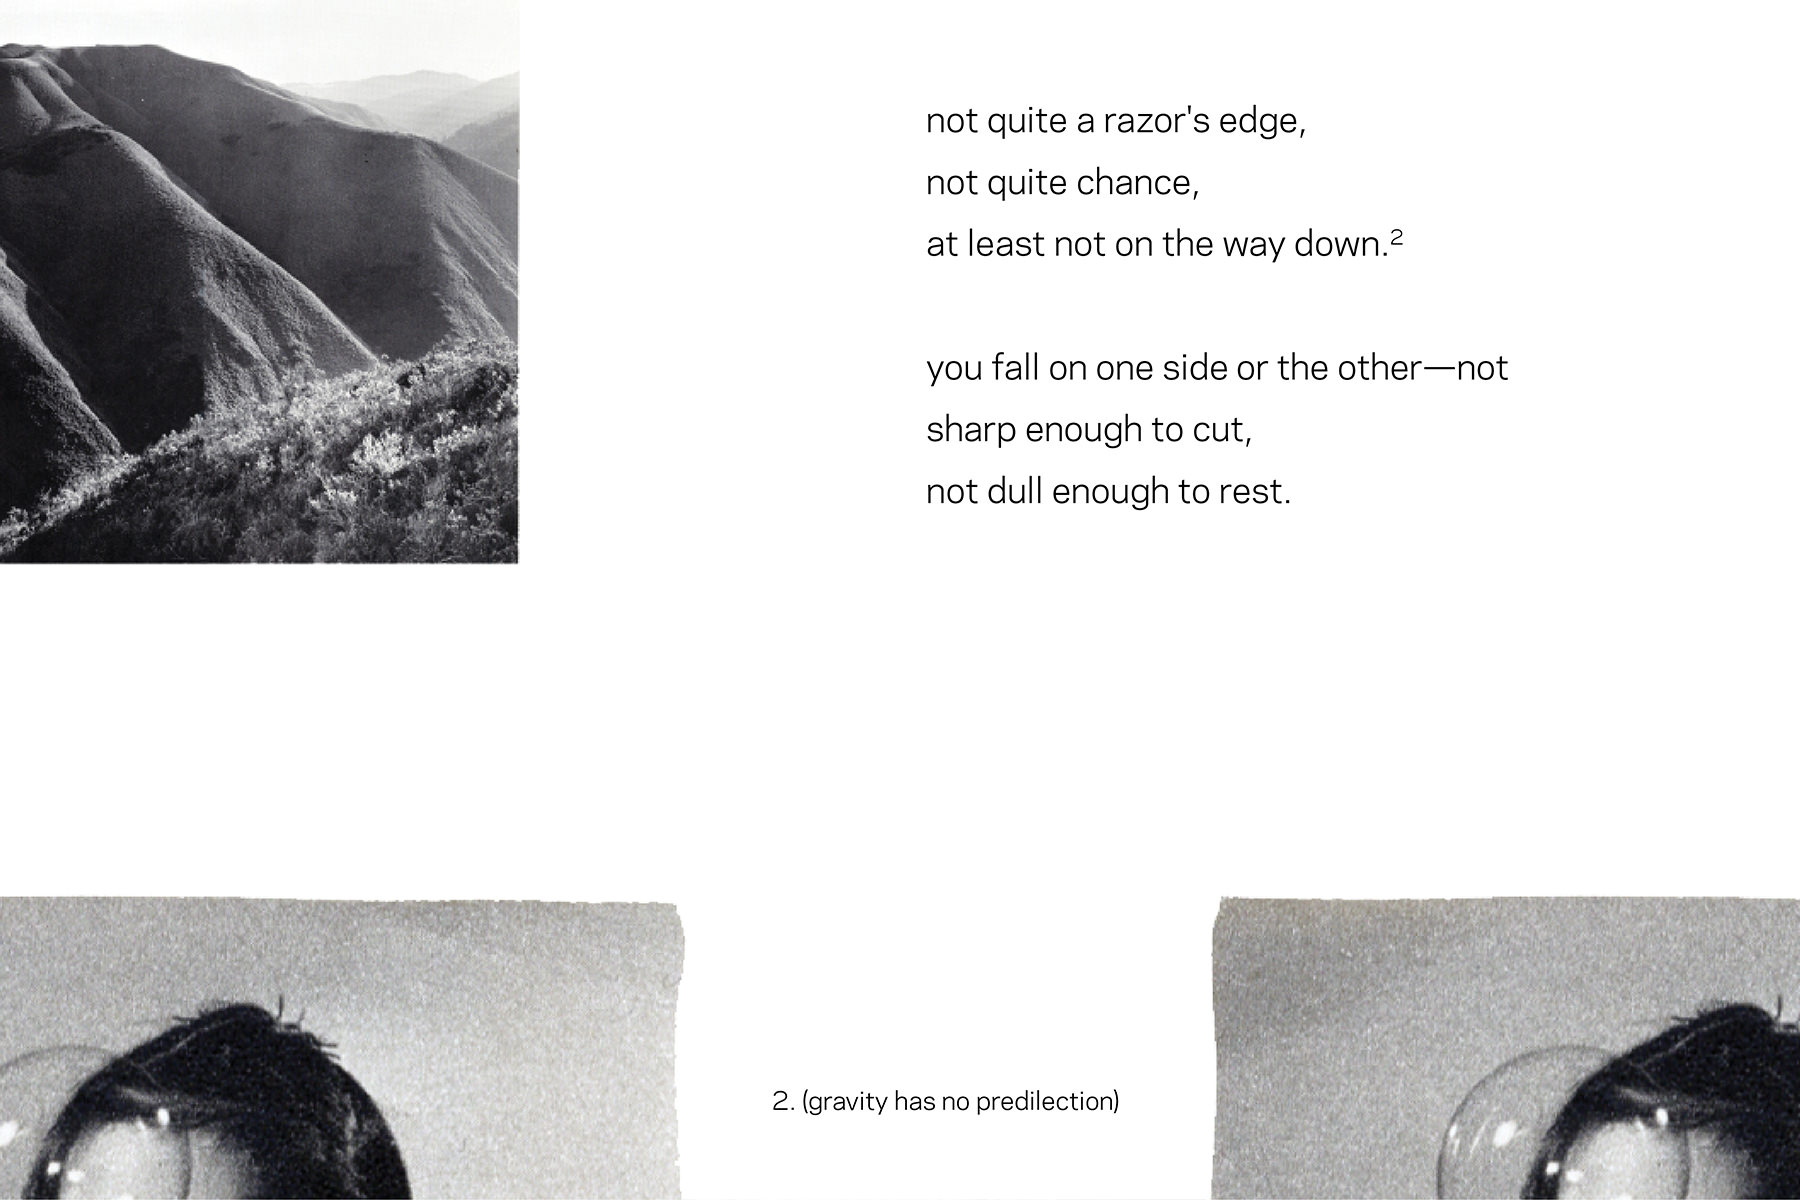 not quite a razor's edge,
not quite chance,
at least not on the way down.²
you fall on one side or the other—not
sharp enough to cut,
not dull enough to rest.
2. (gravity has no predilection)